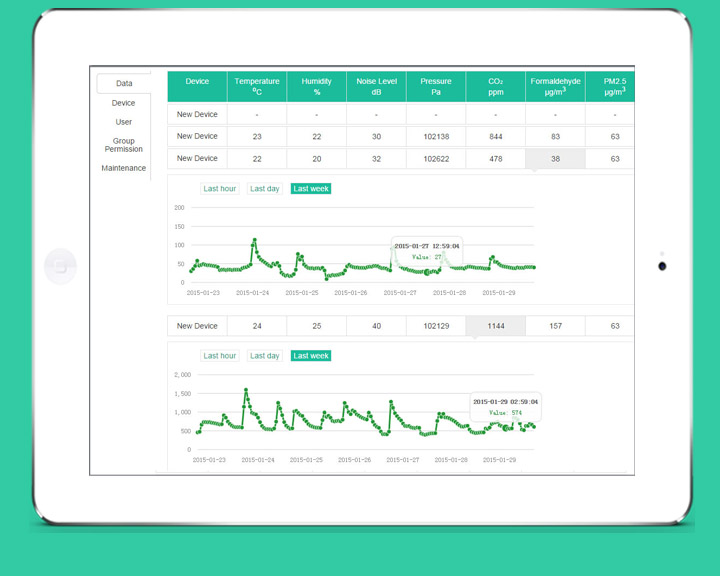 Data
Device
User
Group
Permission
Maintenance
Device Temperature Humidity Noise Level Pressure CO₂ Formaldehyde PM2.5
ºC % dB Pa ppm μg/m³ μg/m³
New Device - - - - - - -
New Device 23 22 30 102138 844 83 63
New Device 22 20 32 102622 478 38 63
Last hour Last day Last week
200
150
100
50
0
2015-01-27 12:59:04
Value: 27
2015-01-23 2015-01-24 2015-01-25 2015-01-26 2015-01-27 2015-01-28 2015-01-29
New Device 24 25 40 102129 1144 157 63
Last hour Last day Last week
2,000
1,500
1,000
500
0
2015-01-29 02:59:04
Value: 574
2015-01-23 2015-01-24 2015-01-25 2015-01-26 2015-01-27 2015-01-28 2015-01-29